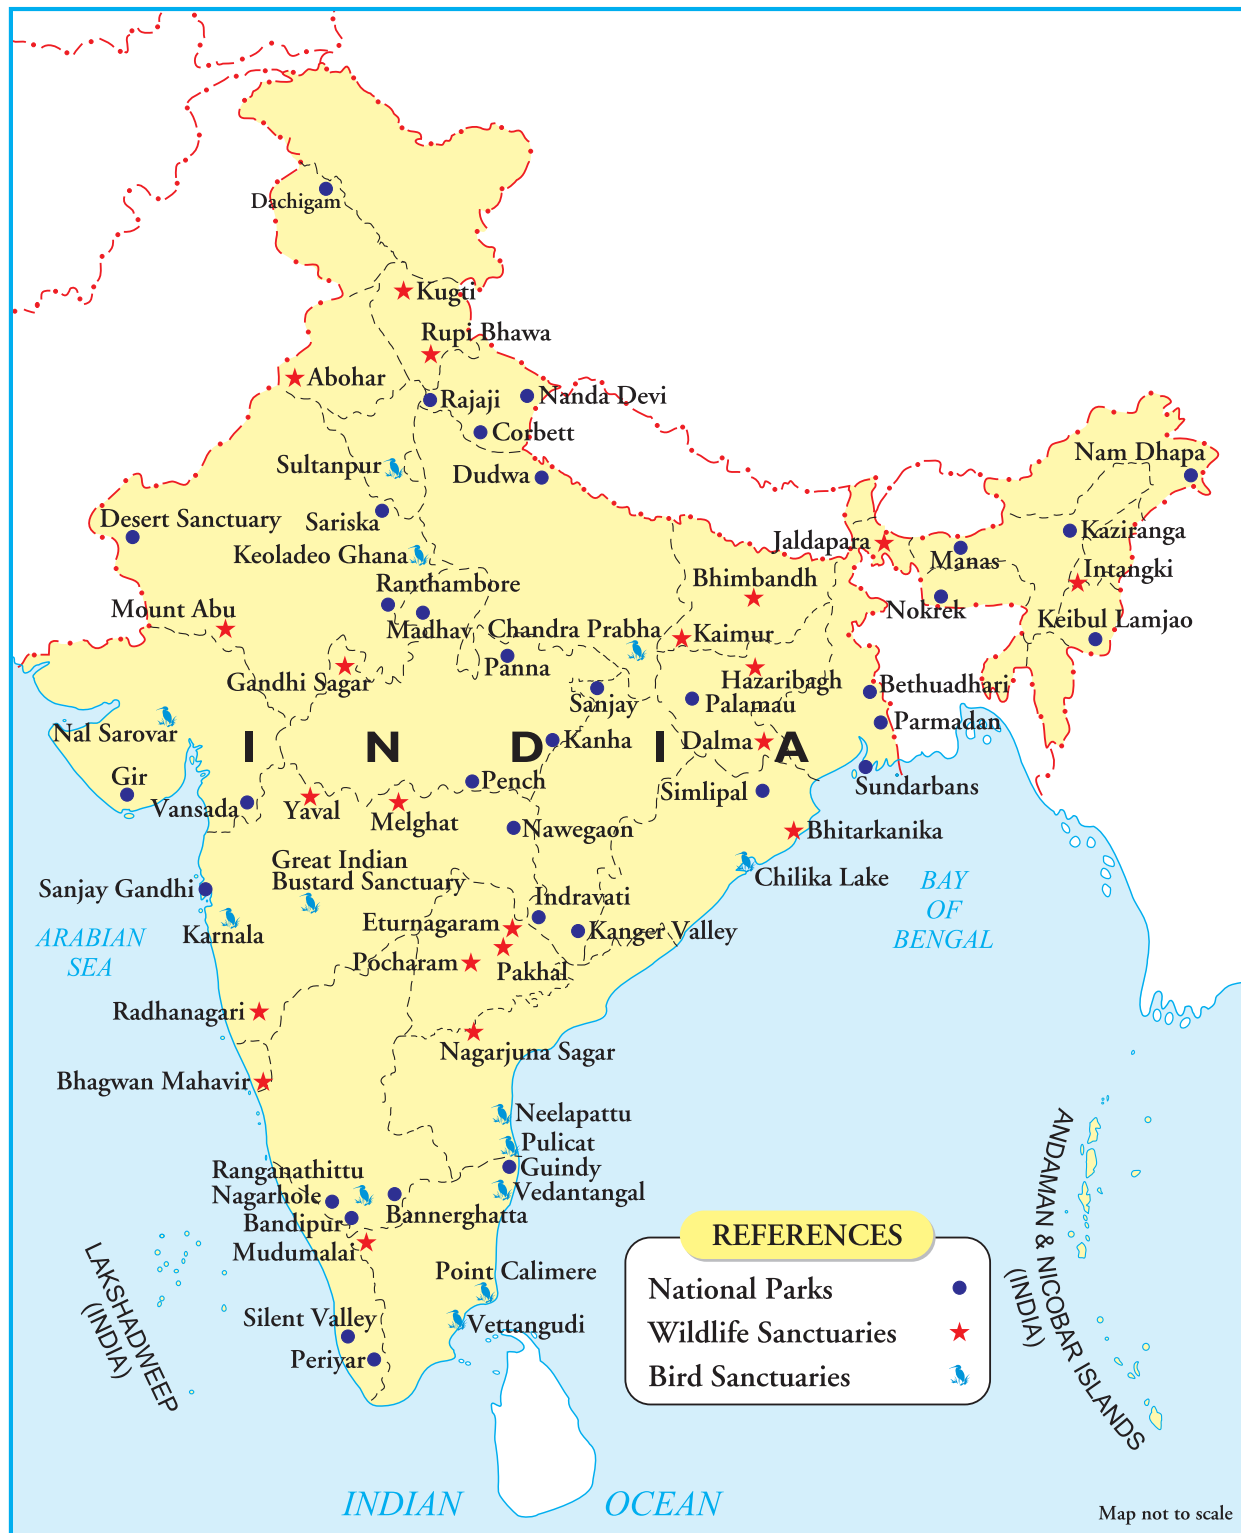 Dachigam
Kugti
Rupi Bhawa
Abohar
Rajaji
Nanda Devi
Corbett
Sultanpur
Dudwa
Nam Dhapa
Desert Sanctuary
Sariska
Kaziranga
Jaldapara
Keoladeo Ghana
Manas
Intangki
Ranthambore
Bhimbandh
Mount Abu
Nokrek
Keibul Lamjao
Madhav
Chandra Prabha
Kaimur
Panna
Gandhi Sagar
Hazaribagh
Bethuadhari
Sanjay
Palamau
Parmadan
Nal Sarovar
I N D I A
Kanha
Dalma
Gir
Pench
Sundarbans
Vansada
Yaval
Melghat
Simlipal
Nawegaon
Bhitarkanika
Great Indian
Bustard Sanctuary
Chilika Lake
Sanjay Gandhi
Indravati
BAY
OF
BENGAL
Karnala
Eturnagaram
Kanger Valley
ARABIAN
SEA
Pocharam
Pakhal
Radhanagari
Nagarjuna Sagar
Bhagwan Mahavir
Neelapattu
Pulicat
Guindy
Ranganathittu
Nagarhole
Vedantangal
Bandipur
Bannerghatta
Mudumalai
Point Calimere
Silent Valley
Vettangudi
Periyar
LAKSHADWEEP
(INDIA)
ANDAMAN & NICOBAR ISLANDS
(INDIA)
REFERENCES
National Parks
Wildlife Sanctuaries
Bird Sanctuaries
INDIAN OCEAN
Map not to scale